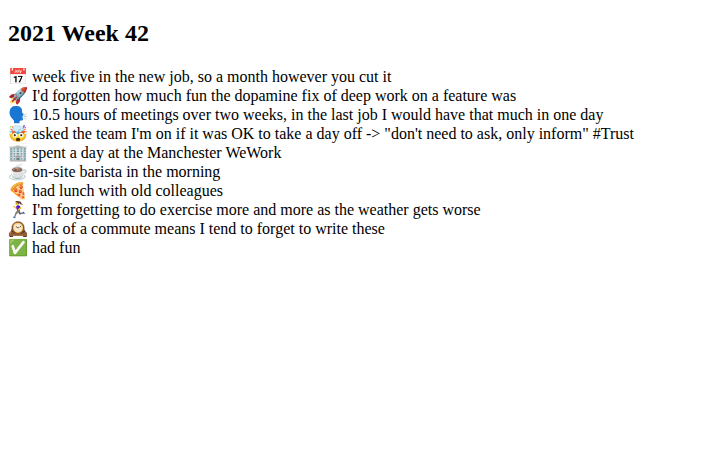 2021 Week 42
📅 week five in the new job, so a month however you cut it
🚀 I'd forgotten how much fun the dopamine fix of deep work on a feature was
🗣️ 10.5 hours of meetings over two weeks, in the last job I would have that much in one day
🤯 asked the team I'm on if it was OK to take a day off -> "don't need to ask, only inform" #Trust
🏢 spent a day at the Manchester WeWork
☕ on-site barista in the morning
🍕 had lunch with old colleagues
🏃‍♀️ I'm forgetting to do exercise more and more as the weather gets worse
🕰️ lack of a commute means I tend to forget to write these
✅ had fun